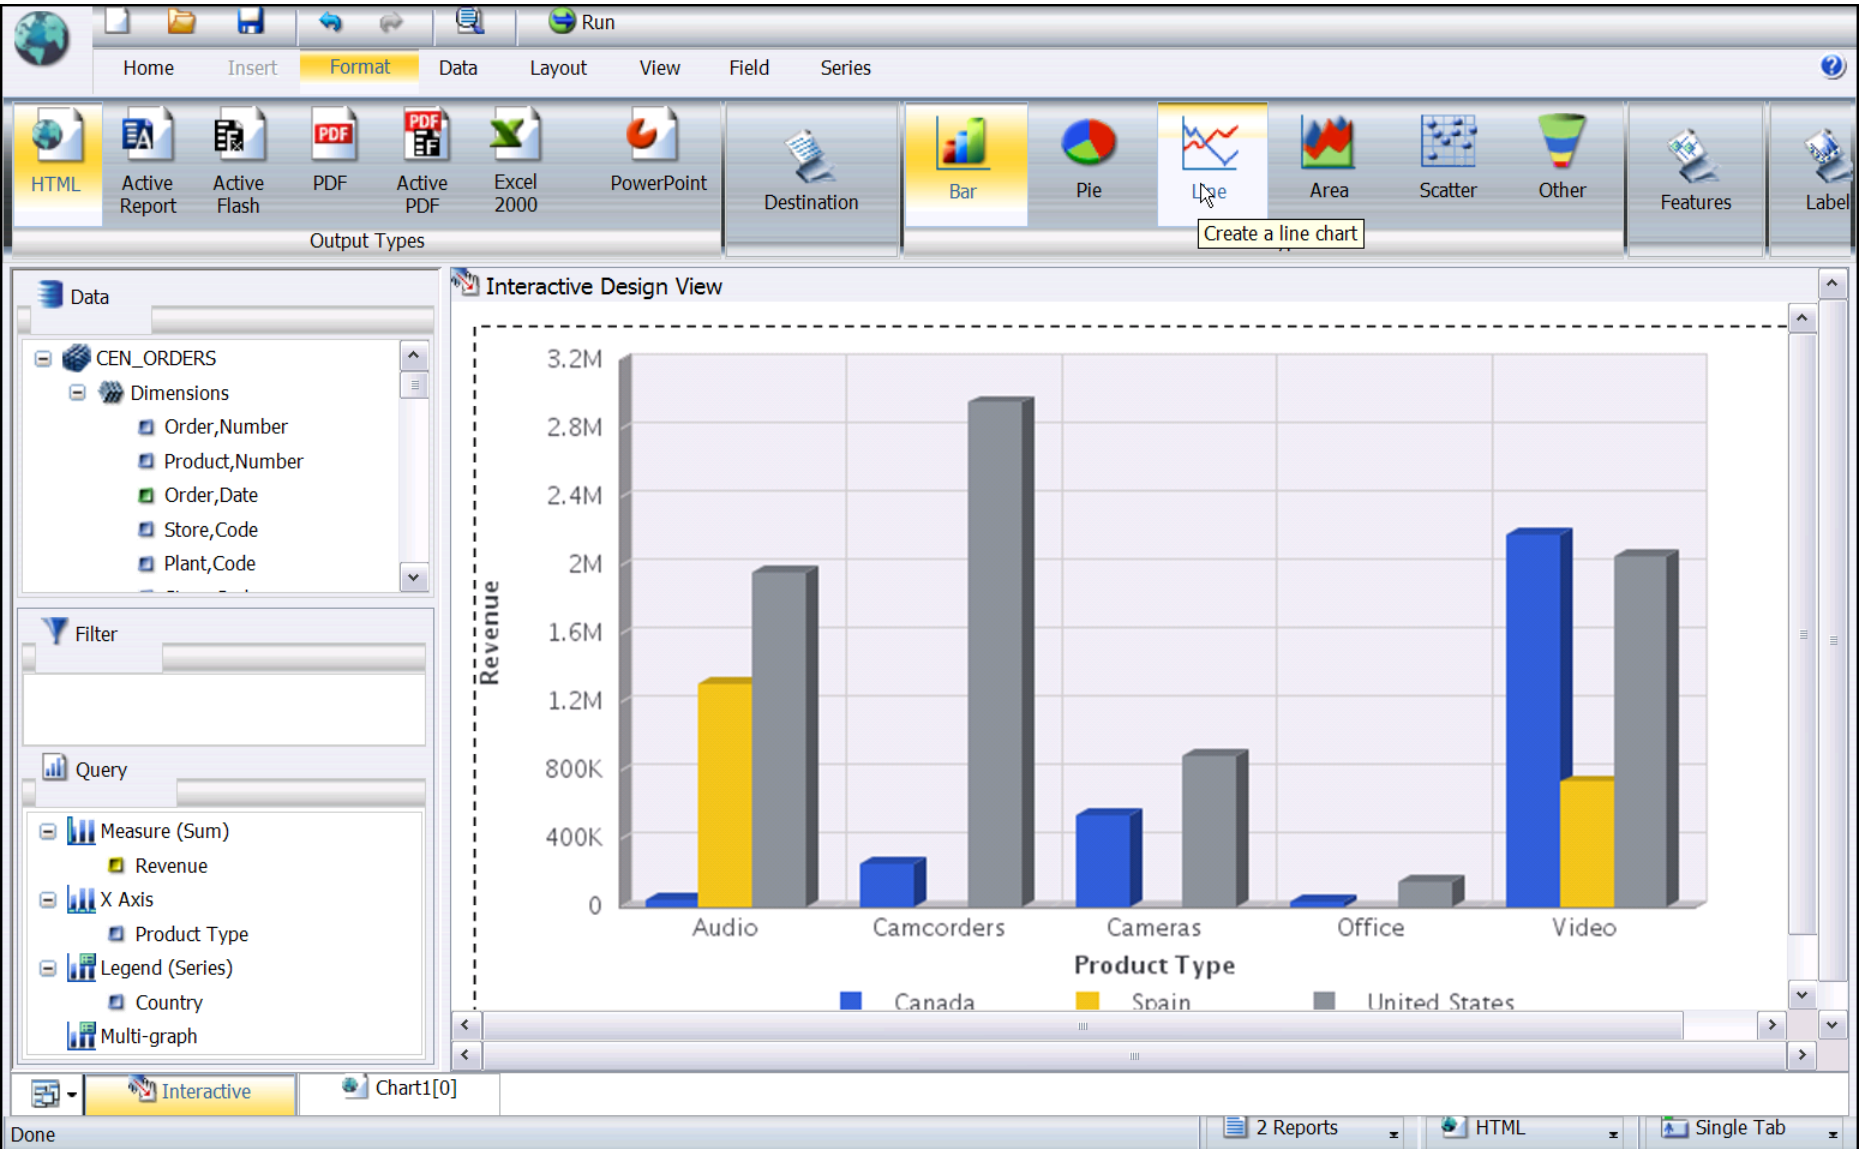 Run
Home Insert Format Data Layout View Field Series
HTML
Active Report
Active Flash
PDF
Active PDF
Excel 2000
PowerPoint
Output Types
Destination
Bar
Pie
Line
Area
Scatter
Other
Create a line chart
Features
Label
Data
CEN_ORDERS
Dimensions
Order,Number
Product,Number
Order,Date
Store,Code
Plant,Code
Filter
Query
Measure (Sum)
Revenue
X Axis
Product Type
Legend (Series)
Country
Multi-graph
Interactive Design View
3.2M
2.8M
2.4M
2M
1.6M
1.2M
800K
400K
0
Revenue
Audio Camcorders Cameras Office Video
Product Type
Canada Spain United States
Interactive
Chart1[0]
Done
2 Reports
HTML
Single Tab